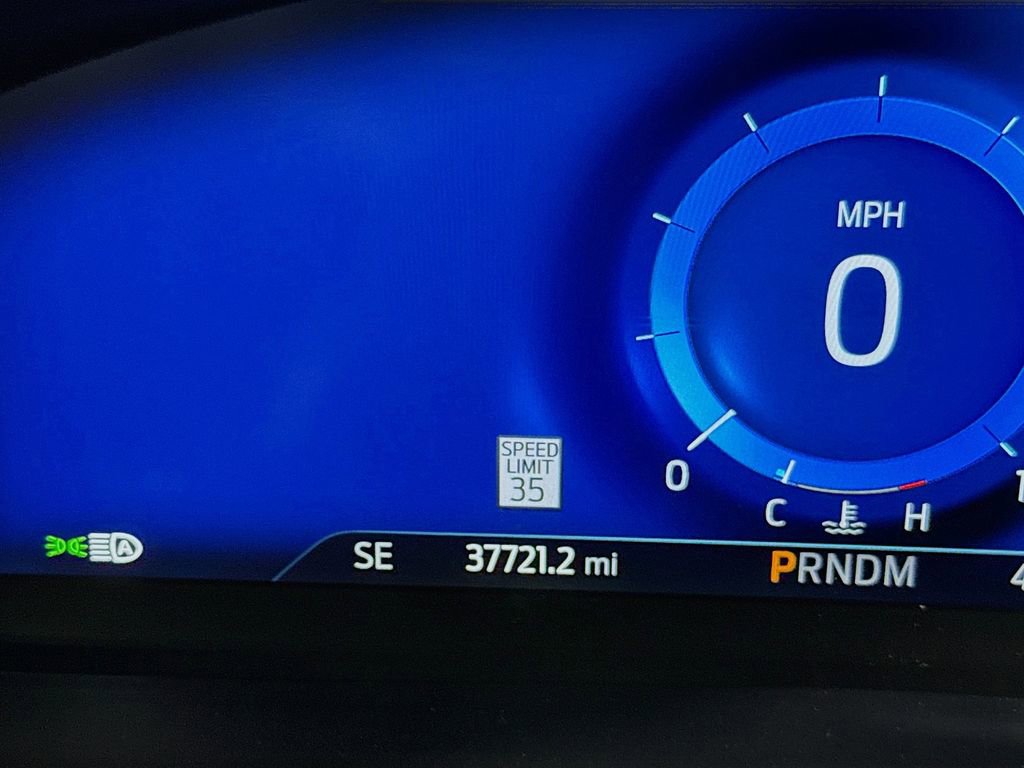 MPH
0
SPEED
LIMIT
35
0
C
H
A
SE
37721.2 mi
PRNDM